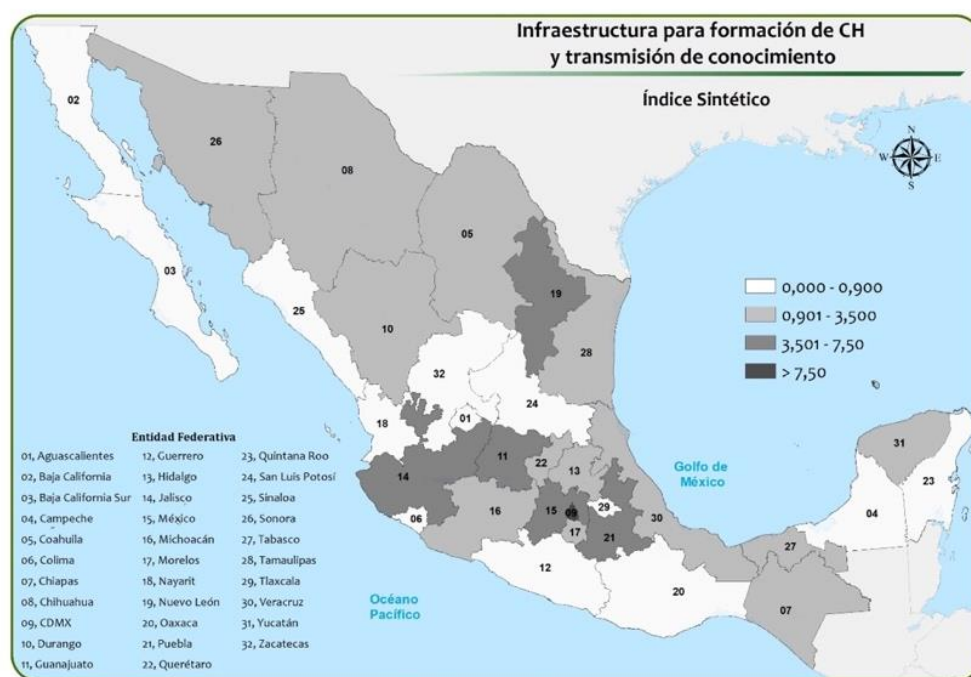 Infraestructura para formación de CH
y transmisión de conocimiento
Índice Sintético
N
W E
S
02
26
08
05
03
19
25
10
28
32
24
18
01
31
23
11
22
13
14
04
16
15
09
29
30
06
17
21
27
12
20
07
0,000 - 0,900
0,901 - 3,500
3,501 - 7,50
> 7,50
Golfo de
México
Océano
Pacífico
Entidad Federativa
01, Aguascalientes
02, Baja California
03, Baja California Sur
04, Campeche
05, Coahuila
06, Colima
07, Chiapas
08, Chihuahua
09, CDMX
10, Durango
11, Guanajuato
12, Guerrero
13, Hidalgo
14, Jalisco
15, México
16, Michoacán
17, Morelos
18, Nayarit
19, Nuevo León
20, Oaxaca
21, Puebla
22, Querétaro
23, Quintana Roo
24, San Luis Potosí
25, Sinaloa
26, Sonora
27, Tabasco
28, Tamaulipas
29, Tlaxcala
30, Veracruz
31, Yucatán
32, Zacatecas